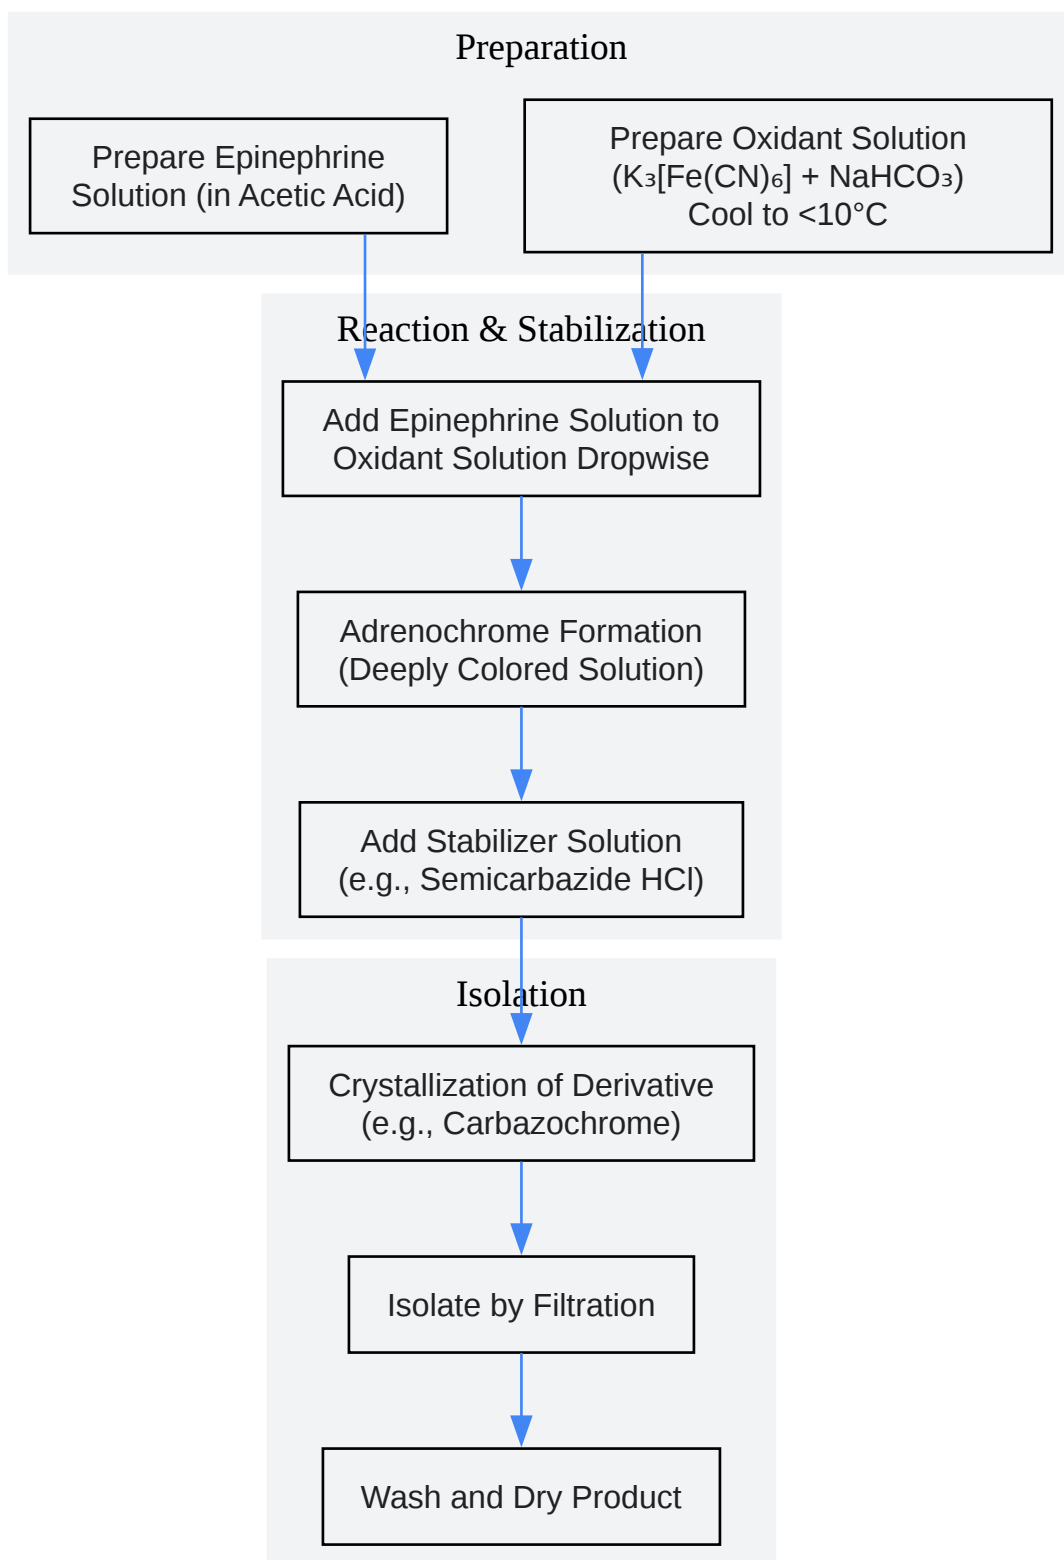 Preparation
Prepare Epinephrine
Solution (in Acetic Acid)
Prepare Oxidant Solution
(K₃[Fe(CN)₆] + NaHCO₃)
Cool to <10°C
Reaction & Stabilization
Add Epinephrine Solution to
Oxidant Solution Dropwise
Adrenochrome Formation
(Deeply Colored Solution)
Add Stabilizer Solution
(e.g., Semicarbazide HCl)
Isolation
Crystallization of Derivative
(e.g., Carbazochrome)
Isolate by Filtration
Wash and Dry Product